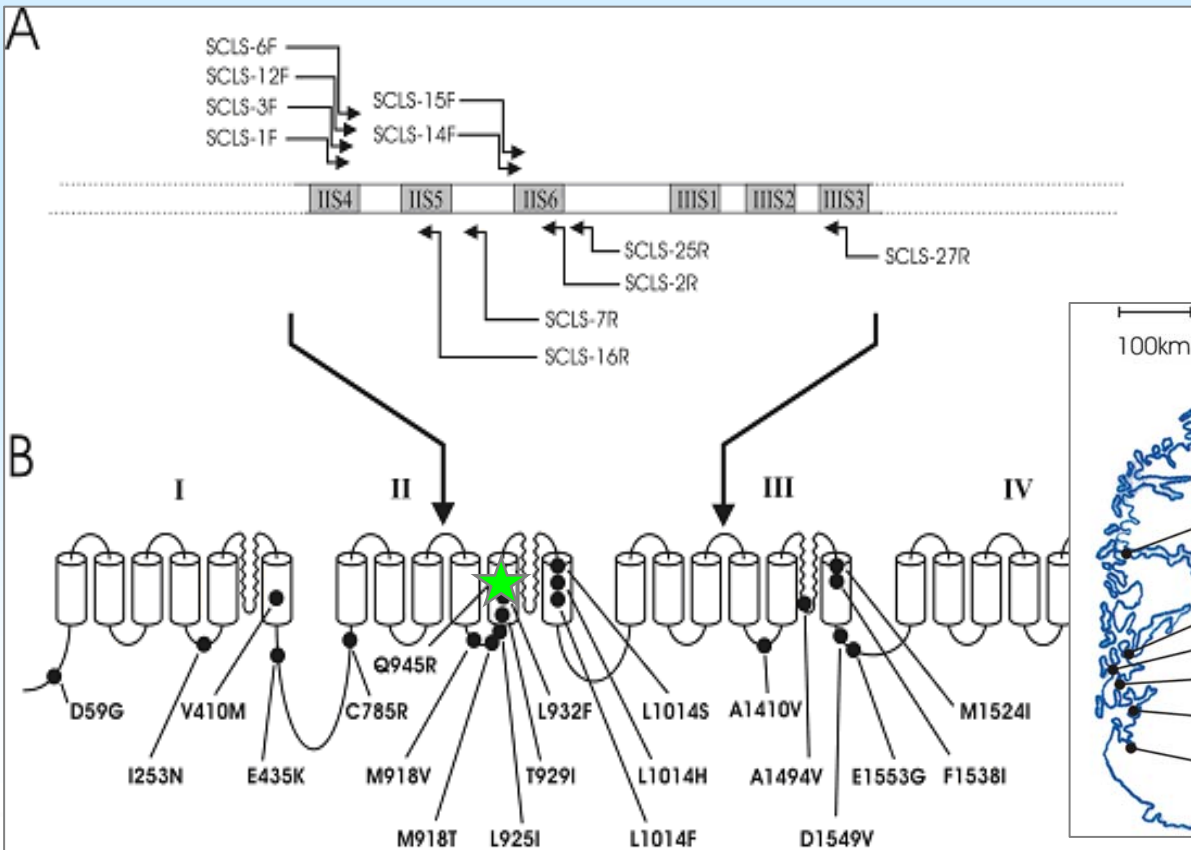 A
SCLS-6F
SCLS-12F
SCLS-3F
SCLS-1F
SCLS-15F
SCLS-14F
IIS4 IIS5 IIS6 IIIS1 IIIS2 IIIS3
SCLS-25R
SCLS-2R
SCLS-27R
SCLS-7R
SCLS-16R
100km
B
I II III IV
Q945R
D59G V410M C785R L932F L1014S A1410V M1524I
I253N E435K M918V T929I L1014H A1494V E1553G F1538I
M918T L925I L1014F D1549V